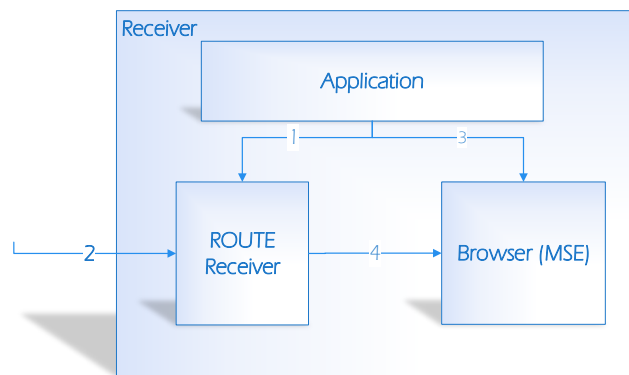 Receiver
Application
1
3
ROUTE
Receiver
2
4
Browser (MSE)